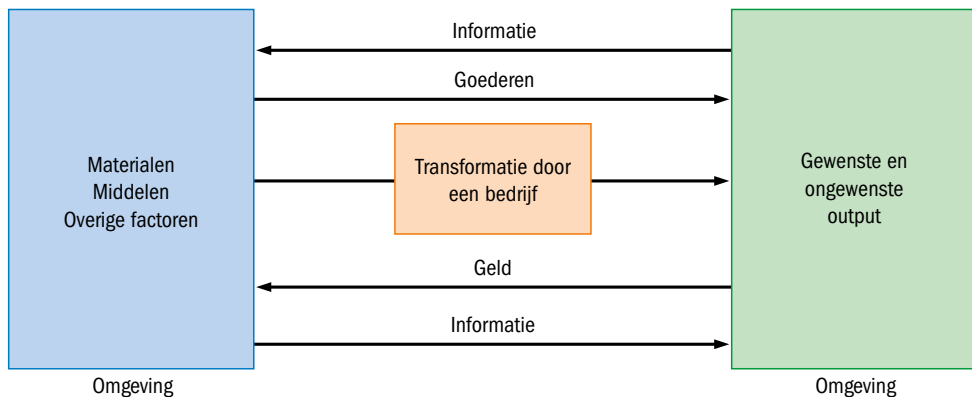 Informatie
Goederen
Materialen
Middelen
Overige factoren
Transformatie door
een bedrijf
Gewenste en
ongewenste
output
Geld
Informatie
Omgeving
Omgeving